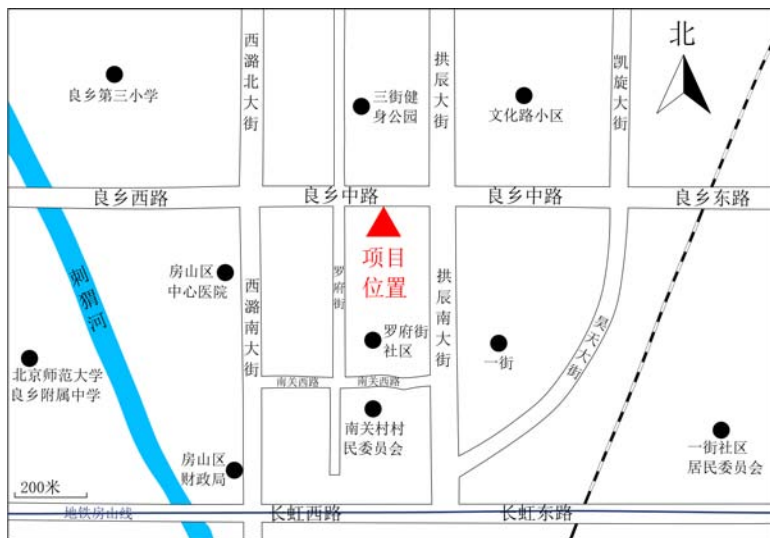 西潞北大街
拱辰大街
凯旋大街
北
良乡第三小学
三街健
身公园
文化路小区
良乡西路
良乡中路
良乡中路
良乡东路
项目
位置
罗府街
刺猬河
房山区
中心医院
西潞南大街
拱辰南大街
昊天大街
罗府街
社区
一街
北京师范大学
良乡附属中学
南关西路
南关西路
南关村村
民委员会
一街社区
居民委员会
房山区
财政局
200米
地铁房山线
长虹西路
长虹东路